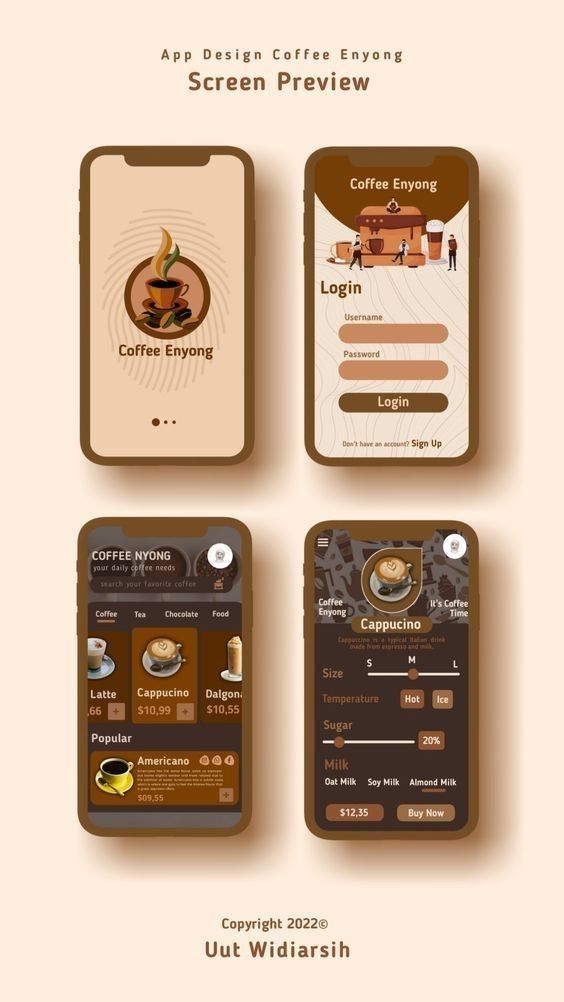 App Design Coffee Enyong
Screen Preview
Coffee Enyong
Coffee Enyong
Login
Username
Password
Login
Don't have an account? Sign Up
COFFEE NYONG
your daily coffee needs
search your favorite coffee
Coffee Tea Chocolate Food
Latte
,66 +
Cappucino
$10,99 +
Dalgona
$10,55
Popular
Americano
$09,55
+
Coffee
Enyong
It's Coffee
Time
Cappucino
Cappucino is a typical Italian drink
made from espresso and milk.
Size S M L
Temperature Hot Ice
Sugar
20%
Milk
Oat Milk Soy Milk Almond Milk
$12,35 Buy Now
Copyright 2022©
Uut Widiarsih